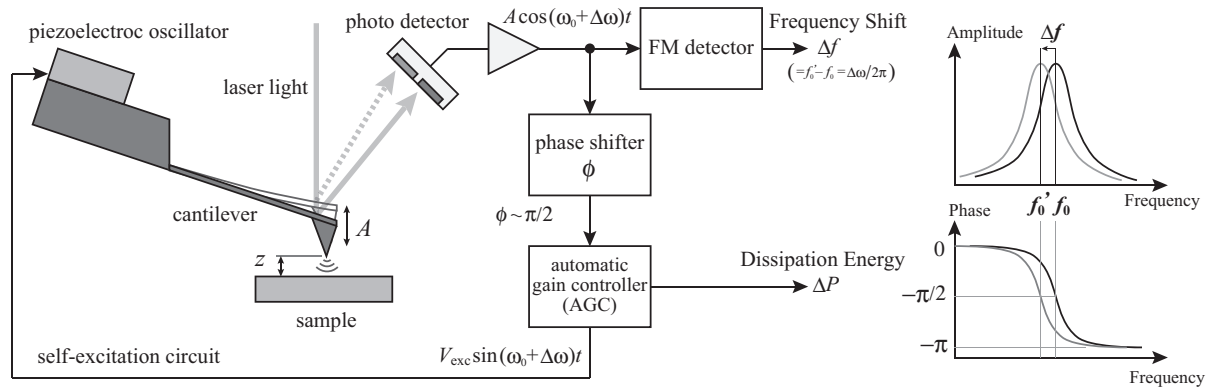 piezoelectroc oscillator
photo detector
A cos(ω₀+Δω)t
FM detector
Frequency Shift
Δf
(=f₀'−f₀=Δω/2π)
laser light
phase shifter
ϕ
ϕ~π/2
cantilever
A
z
sample
automatic
gain controller
(AGC)
Dissipation Energy
ΔP
self-excitation circuit
V_exc sin(ω₀+Δω)t
Amplitude
Δf
Frequency
f₀' f₀
Phase
0
−π/2
−π
Frequency